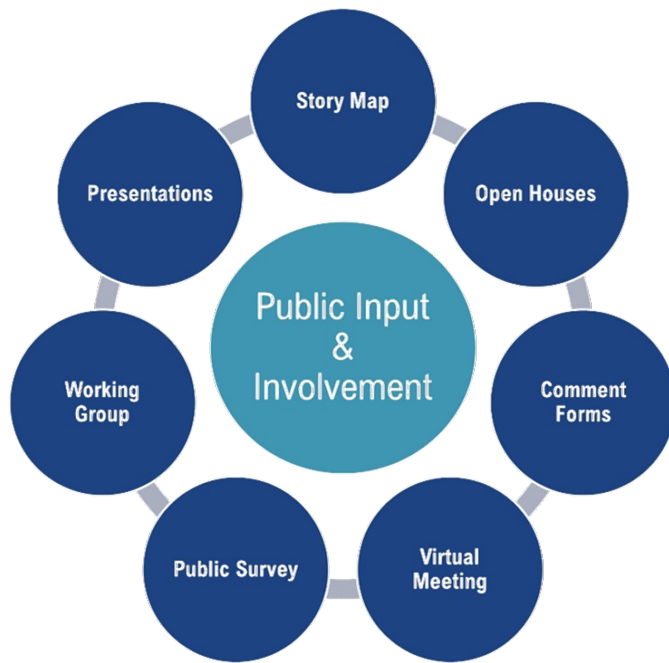 Story Map
Presentations
Open Houses
Public Input
&
Involvement
Working
Group
Comment
Forms
Public Survey
Virtual
Meeting